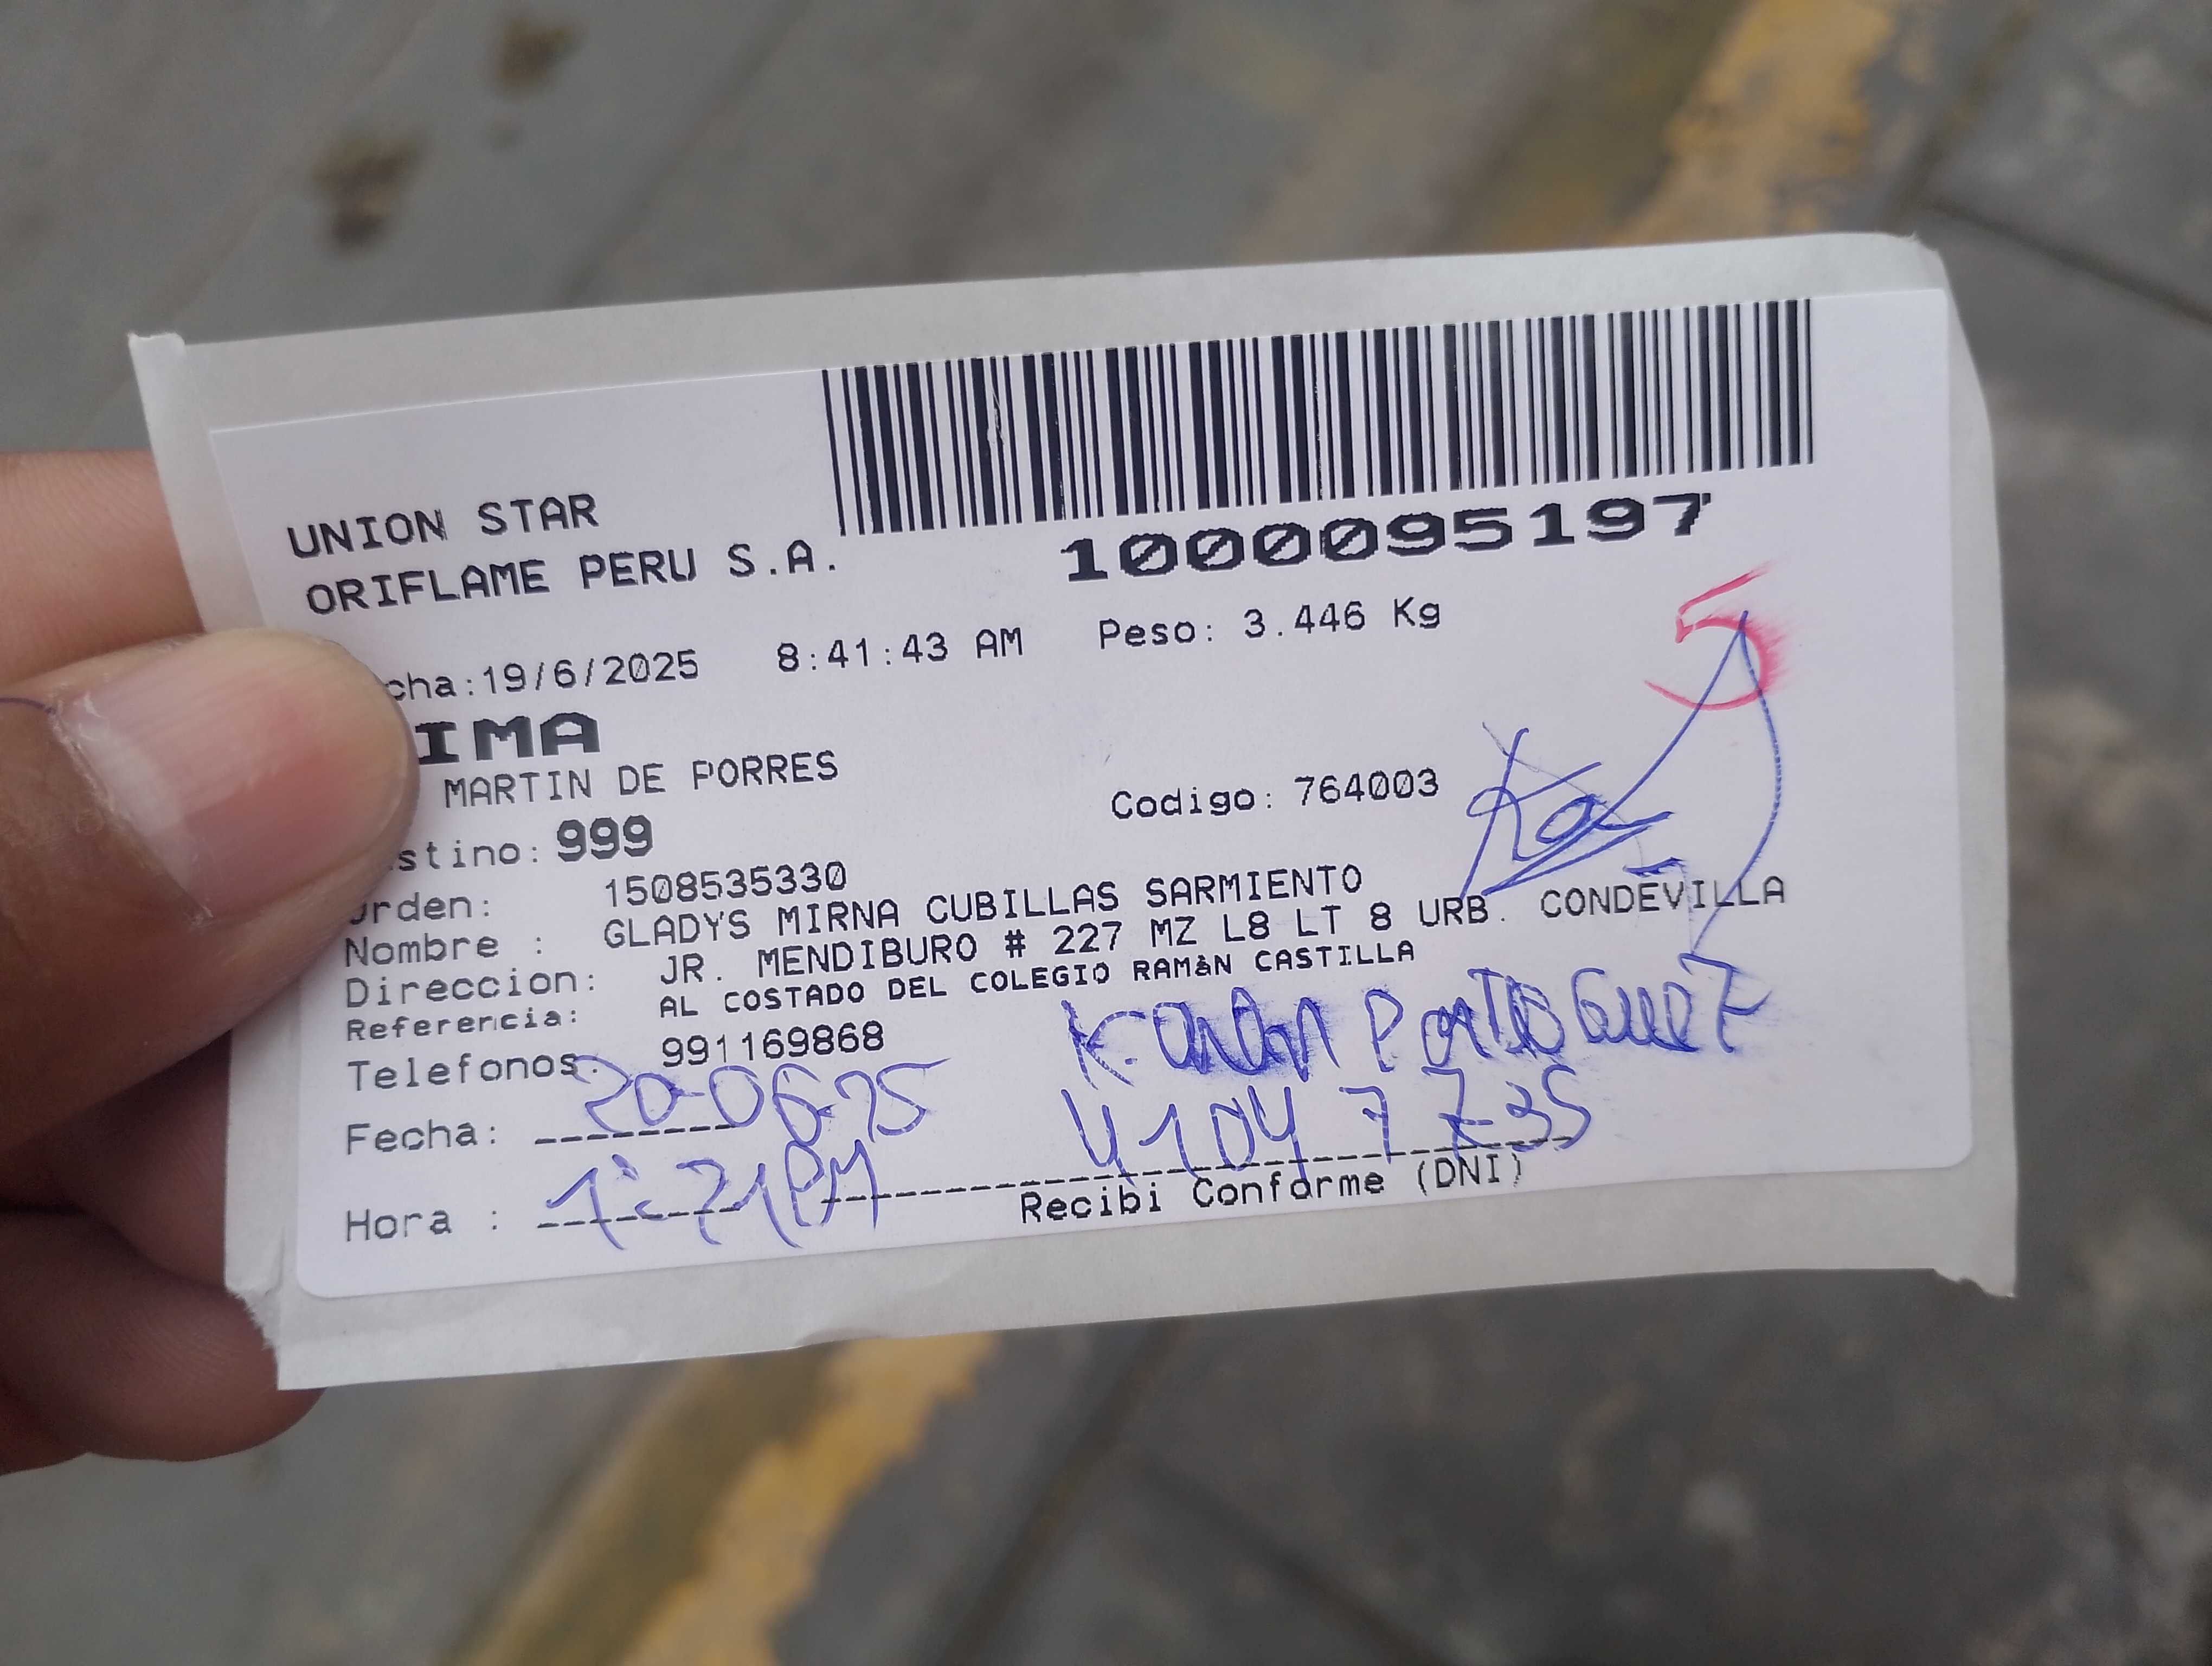 UNION STAR
ORIFLAME PERU S.A.
1000095197
cha:19/6/2025 8:41:43 AM Peso: 3.446 Kg
5
IMA
MARTIN DE PORRES
stino: 999 Codigo: 764003
rden: 1508535330
Nombre : GLADYS MIRNA CUBILLAS SARMIENTO
Direccion: JR. MENDIBURO # 227 MZ L8 LT 8 URB. CONDEVILLA
Referencia: AL COSTADO DEL COLEGIO RAMàN CASTILLA
Telefonos: 991169868
Fecha: 20-06-25
Hora :
Recibi Conforme (DNI)